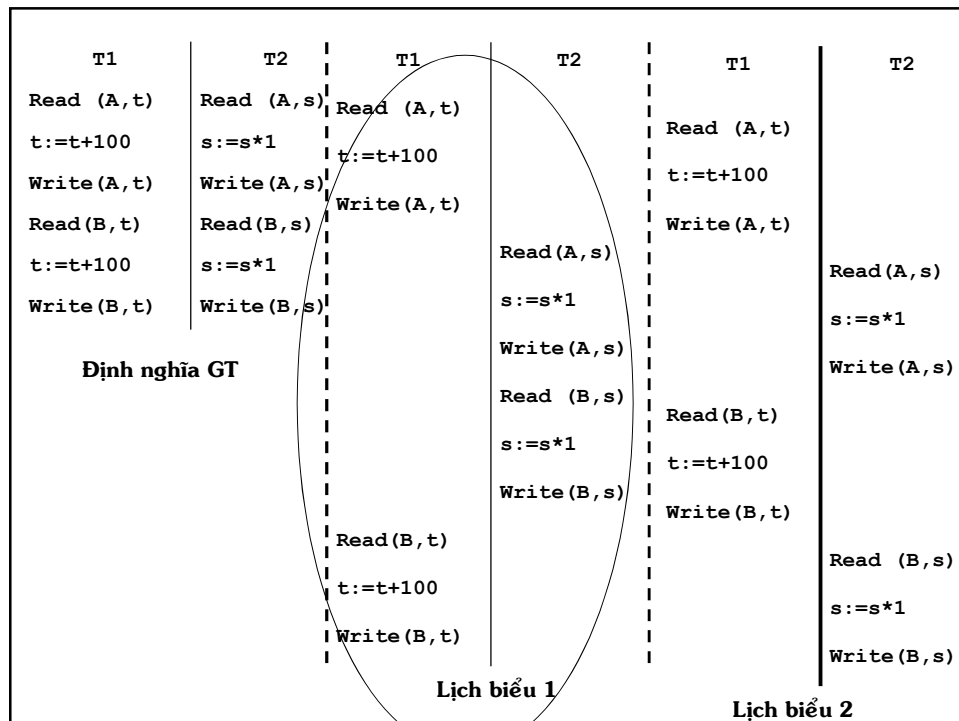 T1
T2
Read (A,t)
Read (A,s)
t:=t+100
s:=s*1
Write(A,t)
Write(A,s)
Read(B,t)
Read(B,s)
t:=t+100
s:=s*1
Write(B,t)
Write(B,s)
Định nghĩa GT
T1
T2
Read (A,t)
t:=t+100
Write(A,t)
Read(A,s)
s:=s*1
Write(A,s)
Read (B,s)
s:=s*1
Write(B,s)
Read(B,t)
t:=t+100
Write(B,t)
Lịch biểu 1
T1
T2
Read (A,t)
t:=t+100
Write(A,t)
Read(A,s)
s:=s*1
Write(A,s)
Read(B,t)
t:=t+100
Write(B,t)
Read (B,s)
s:=s*1
Write(B,s)
Lịch biểu 2